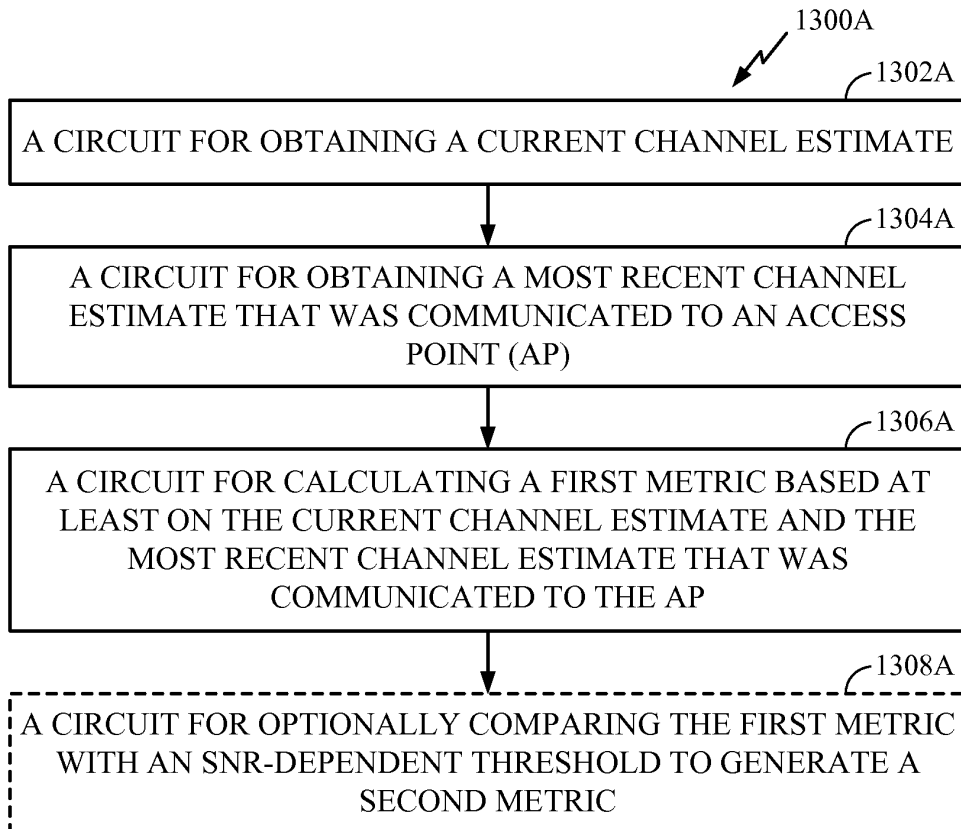 1300A
1302A
A CIRCUIT FOR OBTAINING A CURRENT CHANNEL ESTIMATE
1304A
A CIRCUIT FOR OBTAINING A MOST RECENT CHANNEL
ESTIMATE THAT WAS COMMUNICATED TO AN ACCESS
POINT (AP)
1306A
A CIRCUIT FOR CALCULATING A FIRST METRIC BASED AT
LEAST ON THE CURRENT CHANNEL ESTIMATE AND THE
MOST RECENT CHANNEL ESTIMATE THAT WAS
COMMUNICATED TO THE AP
1308A
A CIRCUIT FOR OPTIONALLY COMPARING THE FIRST METRIC
WITH AN SNR-DEPENDENT THRESHOLD TO GENERATE A
SECOND METRIC